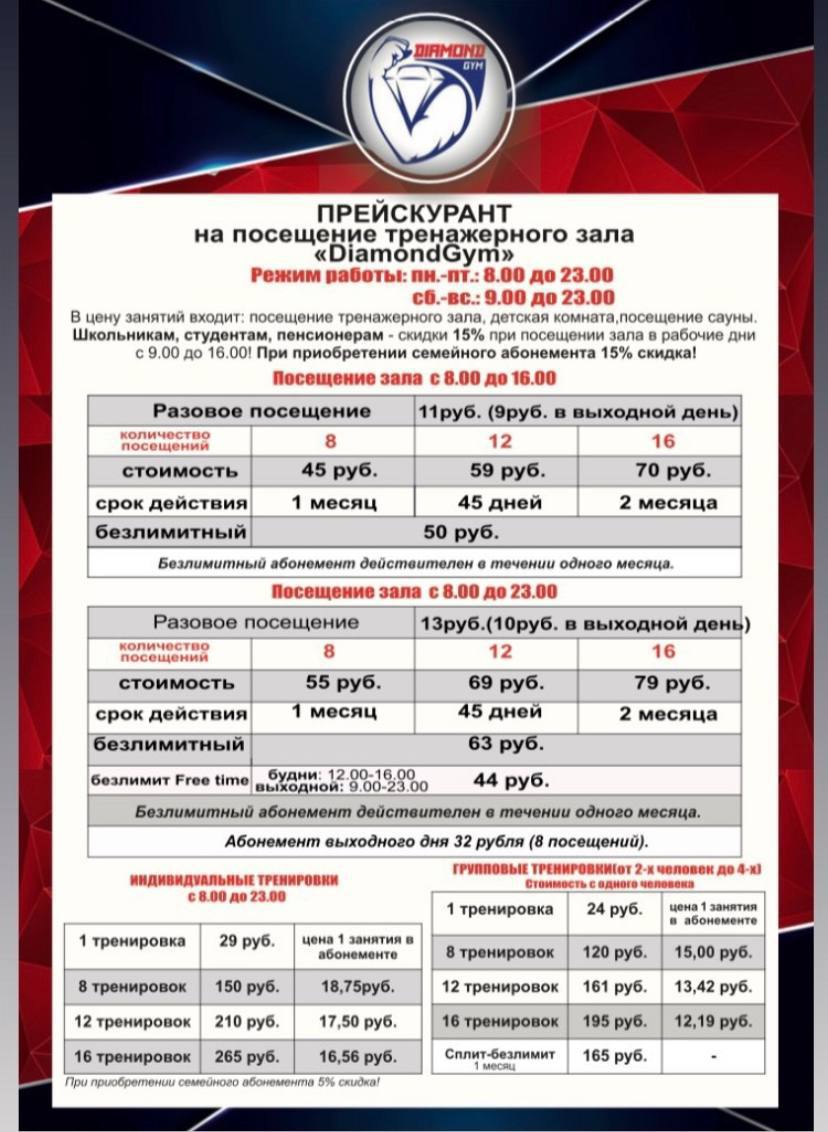 DIAMOND
GYM
ПРЕЙСКУРАНТ
на посещение тренажерного зала
«DiamondGym»
Режим работы: пн.-пт.: 8.00 до 23.00
сб.-вс.: 9.00 до 23.00
В цену занятий входит: посещение тренажерного зала, детская комната,посещение сауны.
Школьникам, студентам, пенсионерам - скидки 15% при посещении зала в рабочие дни
с 9.00 до 16.00! При приобретении семейного абонемента 15% скидка!
Посещение зала с 8.00 до 16.00
Разовое посещение 11руб. (9руб. в выходной день)
количество
посещений 8 12 16
стоимость 45 руб. 59 руб. 70 руб.
срок действия 1 месяц 45 дней 2 месяца
безлимитный 50 руб.
Безлимитный абонемент действителен в течении одного месяца.
Посещение зала с 8.00 до 23.00
Разовое посещение 13руб.(10руб. в выходной день)
количество
посещений 8 12 16
стоимость 55 руб. 69 руб. 79 руб.
срок действия 1 месяц 45 дней 2 месяца
безлимитный 63 руб.
безлимит Free time будни: 12.00-16.00 44 руб.
выходной: 9.00-23.00
Безлимитный абонемент действителен в течении одного месяца.
Абонемент выходного дня 32 рубля (8 посещений).
ИНДИВИДУАЛЬНЫЕ ТРЕНИРОВКИ
с 8.00 до 23.00
1 тренировка 29 руб. цена 1 занятия в
абонементе
8 тренировок 150 руб. 18,75руб.
12 тренировок 210 руб. 17,50 руб.
16 тренировок 265 руб. 16,56 руб.
При приобретении семейного абонемента 5% скидка!
ГРУППОВЫЕ ТРЕНИРОВКИ(от 2-х человек до 4-х)
Стоимость с одного человека
1 тренировка 24 руб. цена 1 занятия
в абонементе
8 тренировок 120 руб. 15,00 руб.
12 тренировок 161 руб. 13,42 руб.
16 тренировок 195 руб. 12,19 руб.
Сплит-безлимит 165 руб. -
1 месяц